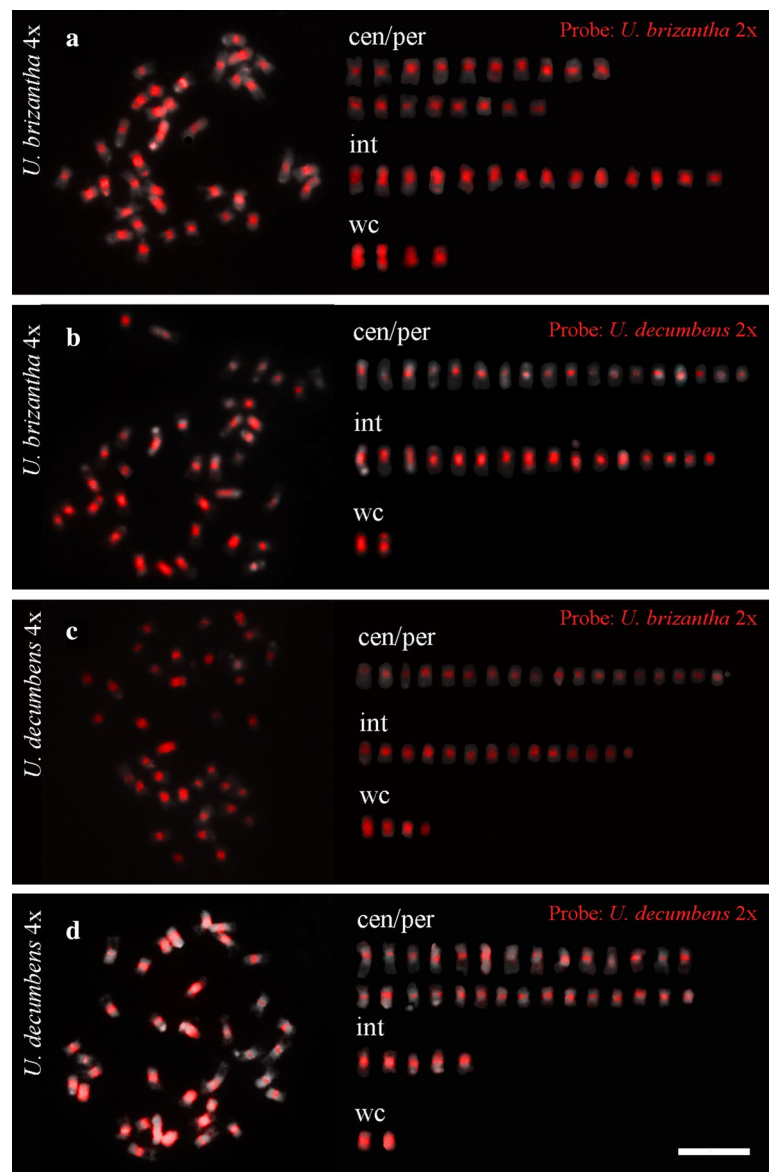 U. brizantha 4x
a
cen/per
Probe: U. brizantha 2x
int
wc
U. brizantha 4x
b
cen/per
Probe: U. decumbens 2x
int
wc
U. decumbens 4x
c
cen/per
Probe: U. brizantha 2x
int
wc
U. decumbens 4x
d
cen/per
Probe: U. decumbens 2x
int
wc